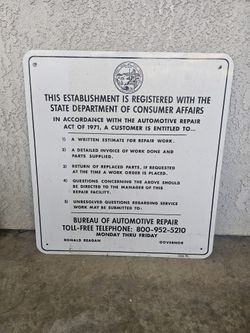 THIS ESTABLISHMENT IS REGISTERED WITH THE
STATE DEPARTMENT OF CONSUMER AFFAIRS
IN ACCORDANCE WITH THE AUTOMOTIVE REPAIR
ACT OF 1971, A CUSTOMER IS ENTITLED TO...
1) A WRITTEN ESTIMATE FOR REPAIR WORK.
2) A DETAILED INVOICE OF WORK DONE AND
PARTS SUPPLIED.
3) RETURN OF REPLACED PARTS, IF REQUESTED
AT THE TIME A WORK ORDER IS PLACED.
4) QUESTIONS CONCERNING THE ABOVE SHOULD
BE DIRECTED TO THE MANAGER OF THIS
REPAIR FACILITY.
5) UNRESOLVED QUESTIONS REGARDING SERVICE
WORK MAY BE SUBMITTED TO:
BUREAU OF AUTOMOTIVE REPAIR
TOLL-FREE TELEPHONE: 800-952-5210
MONDAY THRU FRIDAY
RONALD REAGAN GOVERNOR